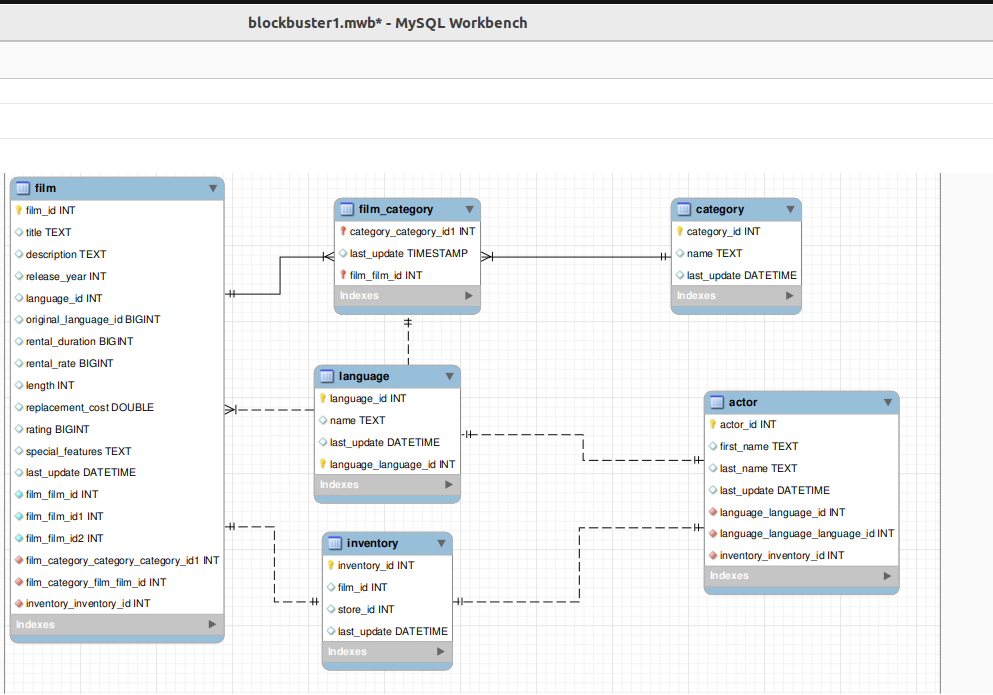 blockbuster1.mwb* - MySQL Workbench
film
film_id INT
title TEXT
description TEXT
release_year INT
language_id INT
original_language_id BIGINT
rental_duration BIGINT
rental_rate BIGINT
length INT
replacement_cost DOUBLE
rating BIGINT
special_features TEXT
last_update DATETIME
film_film_id INT
film_film_id1 INT
film_film_id2 INT
film_category_category_category_id1 INT
film_category_film_film_id INT
inventory_inventory_id INT
Indexes
film_category
category_category_id1 INT
last_update TIMESTAMP
film_film_id INT
Indexes
category
category_id INT
name TEXT
last_update DATETIME
Indexes
language
language_id INT
name TEXT
last_update DATETIME
language_language_id INT
Indexes
actor
actor_id INT
first_name TEXT
last_name TEXT
last_update DATETIME
language_language_id INT
language_language_language_id INT
inventory_inventory_id INT
Indexes
inventory
inventory_id INT
film_id INT
store_id INT
last_update DATETIME
Indexes